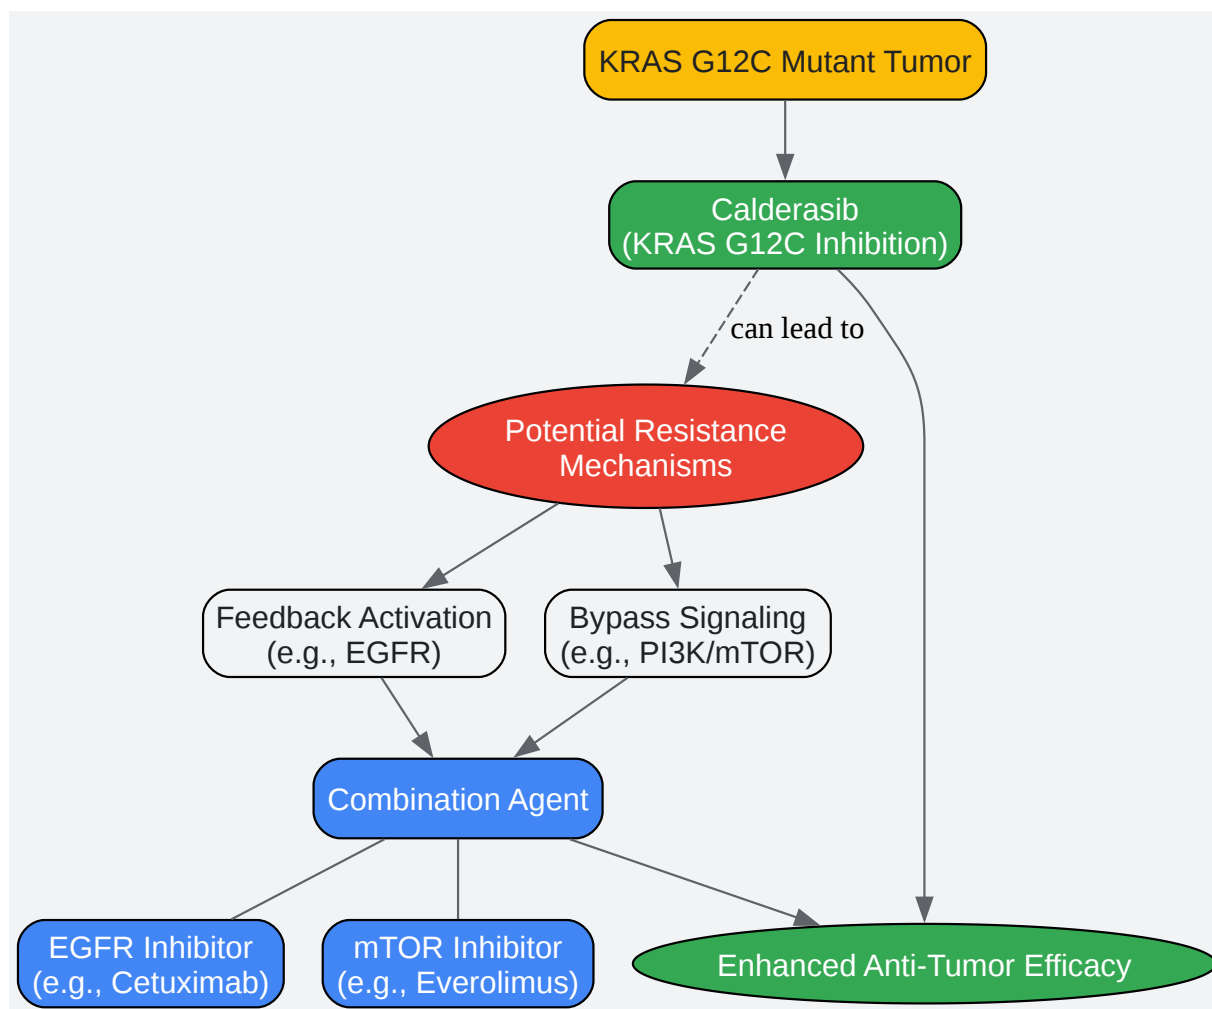 KRAS G12C Mutant Tumor
Calderasib
(KRAS G12C Inhibition)
can lead to
Potential Resistance
Mechanisms
Feedback Activation
(e.g., EGFR)
Bypass Signaling
(e.g., PI3K/mTOR)
Combination Agent
EGFR Inhibitor
(e.g., Cetuximab)
mTOR Inhibitor
(e.g., Everolimus)
Enhanced Anti-Tumor Efficacy